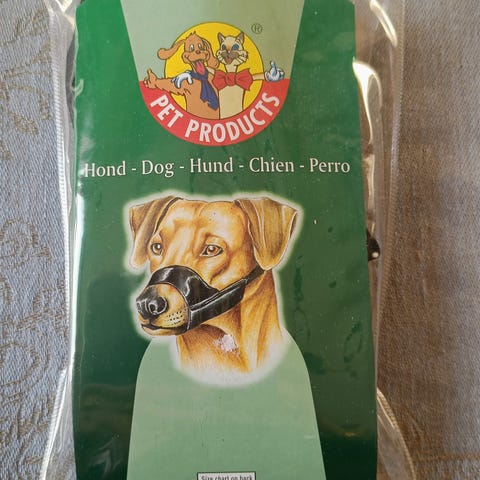 ®
PET PRODUCTS
Hond - Dog - Hund - Chien - Perro
Size chart on back